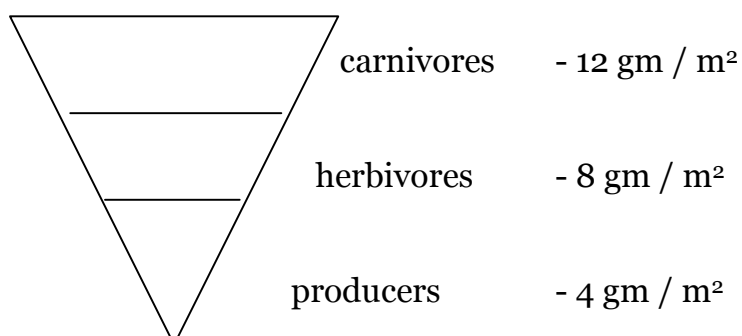 carnivores - 12 gm / m²
herbivores - 8 gm / m²
producers - 4 gm / m²